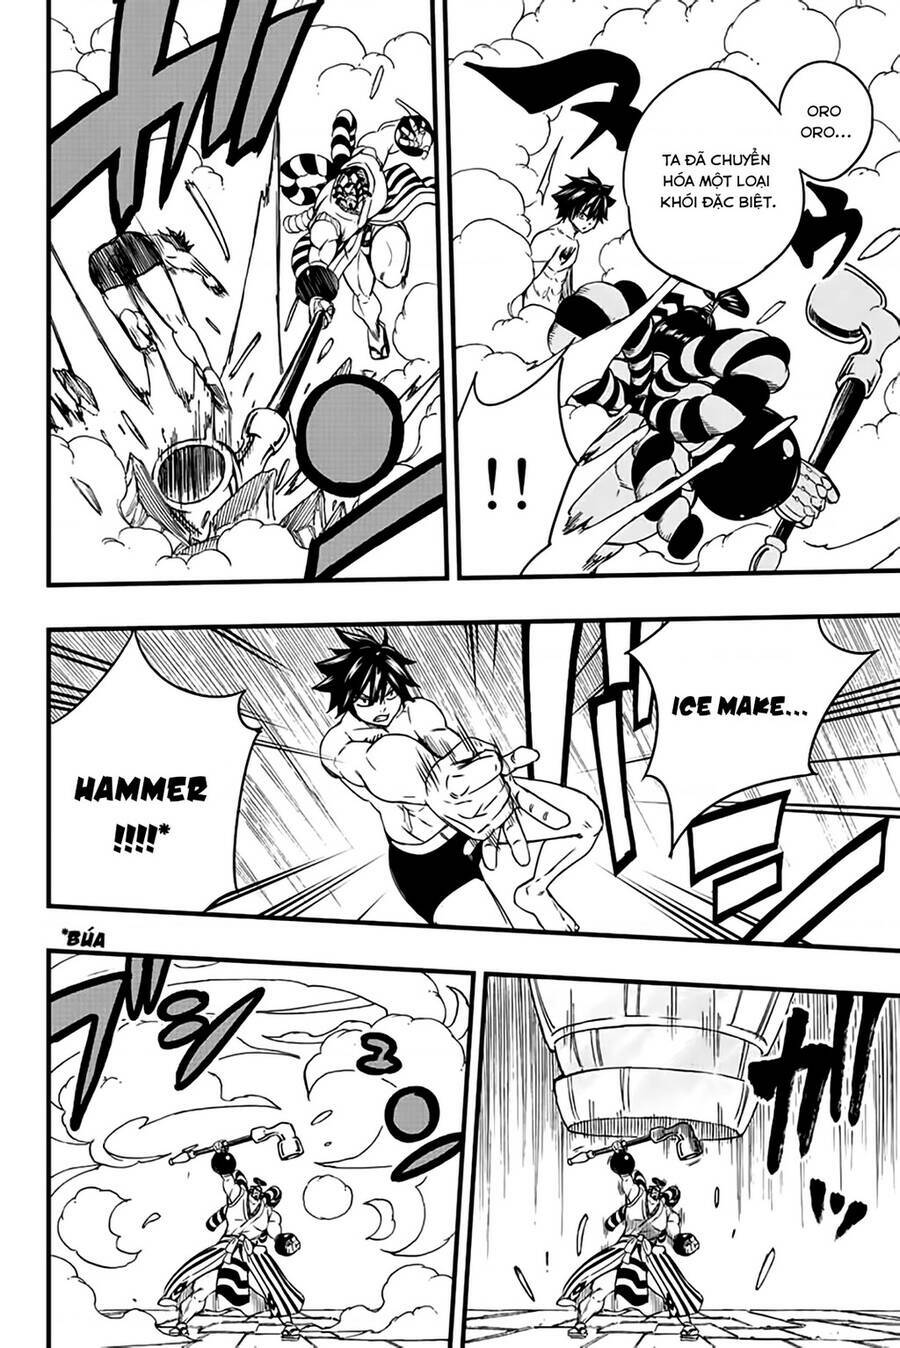 ORO
ORO...
TA ĐÃ CHUYỂN
HÓA MỘT LOẠI
KHÓI ĐẶC BIỆT.
!!
ICE MAKE...
HAMMER
!!!!*
*BÚA